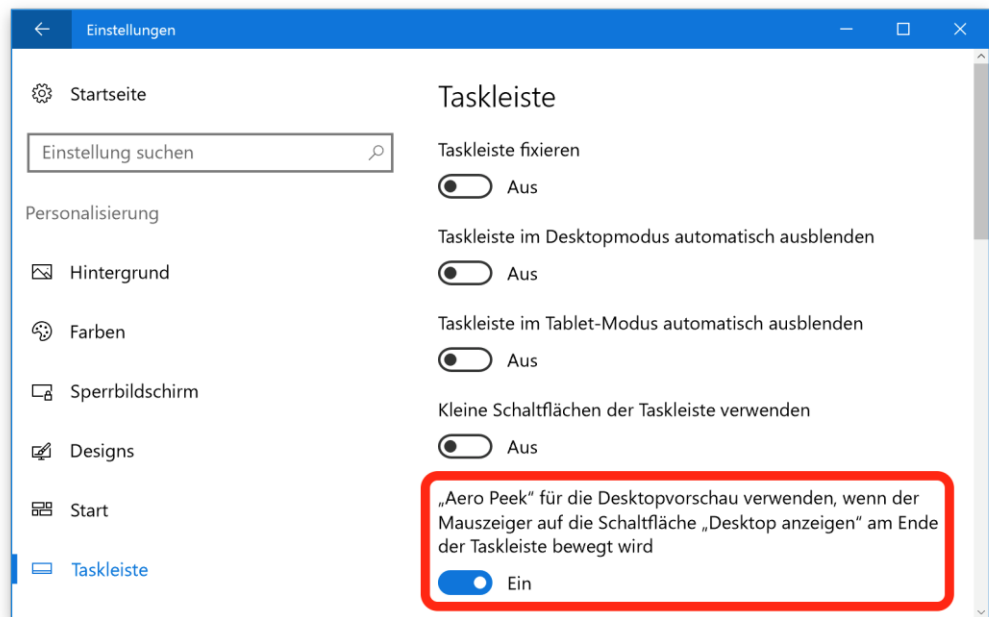 Einstellungen
Startseite
Einstellung suchen
Personalisierung
Hintergrund
Farben
Sperrbildschirm
Designs
Start
Taskleiste
Taskleiste
Taskleiste fixieren
Aus
Taskleiste im Desktopmodus automatisch ausblenden
Aus
Taskleiste im Tablet-Modus automatisch ausblenden
Aus
Kleine Schaltflächen der Taskleiste verwenden
Aus
„Aero Peek“ für die Desktopvorschau verwenden, wenn der
Mauszeiger auf die Schaltfläche „Desktop anzeigen“ am Ende
der Taskleiste bewegt wird
Ein